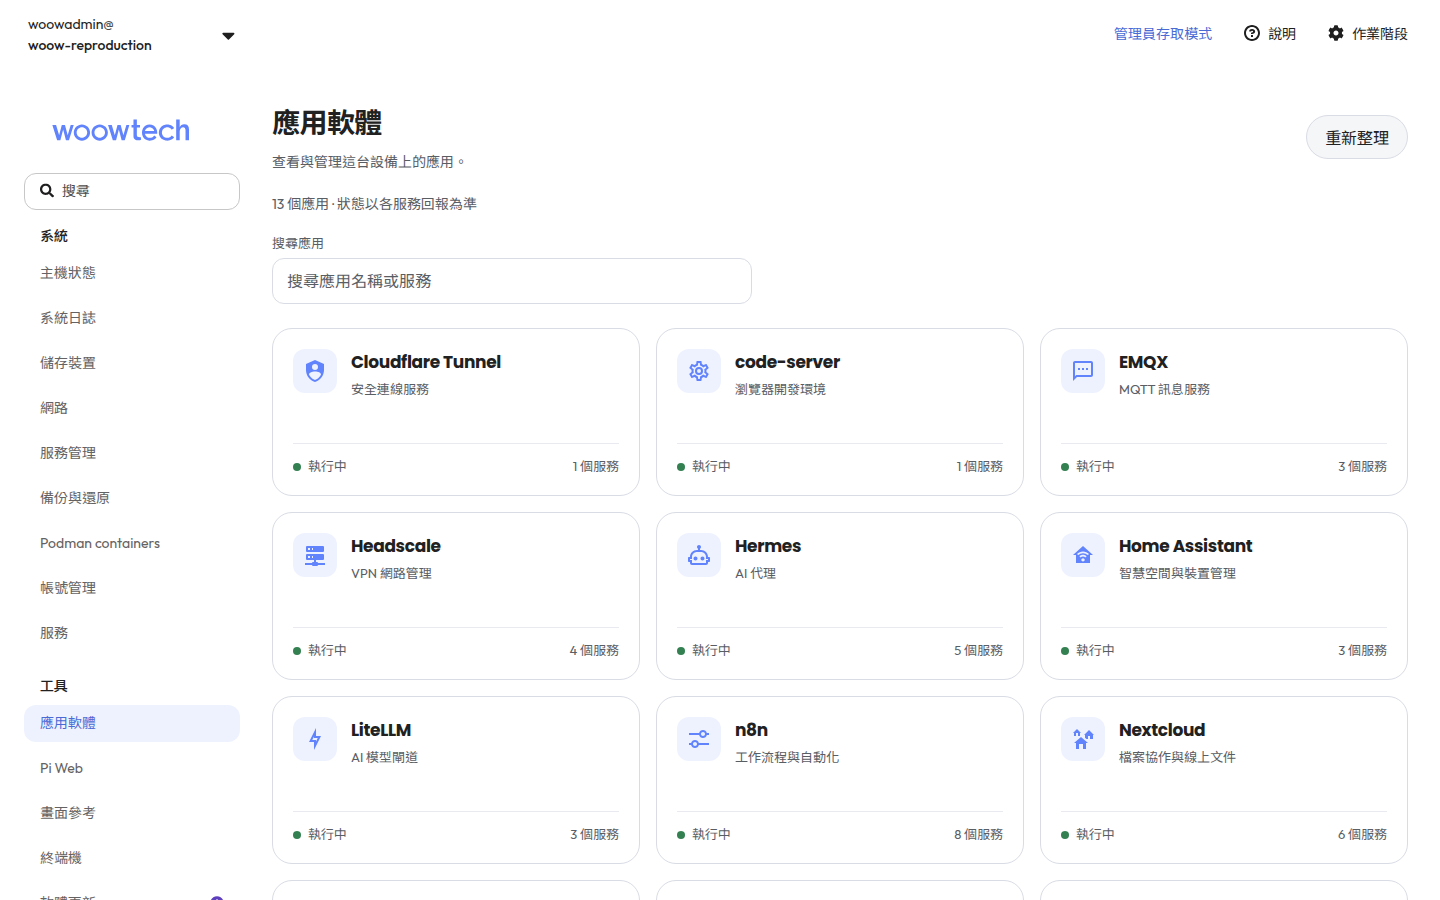 woowadmin@
woow-reproduction
管理員存取模式
說明
作業階段
woowtech
搜尋
系統
主機狀態
系統日誌
儲存裝置
網路
服務管理
備份與還原
Podman containers
帳號管理
服務
工具
應用軟體
Pi Web
畫面參考
終端機
軟體更新
應用軟體
查看與管理這台設備上的應用。
重新整理
13 個應用 · 狀態以各服務回報為準
搜尋應用
搜尋應用名稱或服務
Cloudflare Tunnel
安全連線服務
執行中
1 個服務
code-server
瀏覽器開發環境
執行中
1 個服務
EMQX
MQTT 訊息服務
執行中
3 個服務
Headscale
VPN 網路管理
執行中
4 個服務
Hermes
AI 代理
執行中
5 個服務
Home Assistant
智慧空間與裝置管理
執行中
3 個服務
LiteLLM
AI 模型閘道
執行中
3 個服務
n8n
工作流程與自動化
執行中
8 個服務
Nextcloud
檔案協作與線上文件
執行中
6 個服務